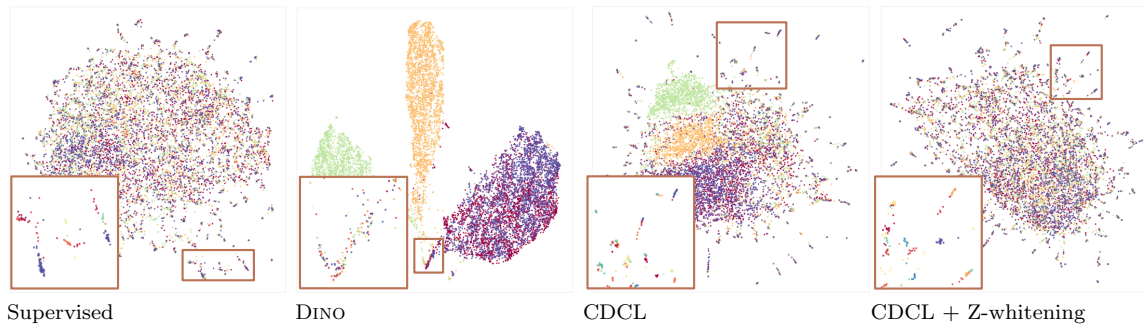 Supervised
DINO
CDCL
CDCL + Z-whitening